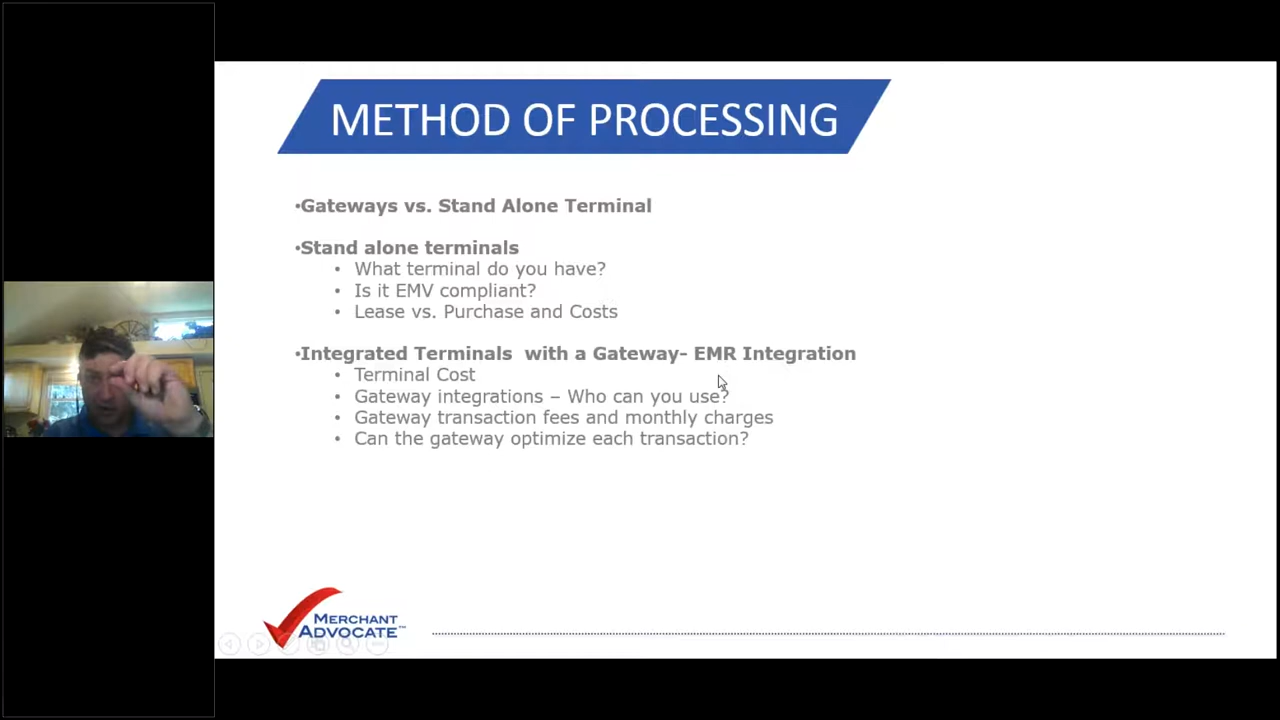 METHOD OF PROCESSING
•Gateways vs. Stand Alone Terminal
•Stand alone terminals
• What terminal do you have?
• Is it EMV compliant?
• Lease vs. Purchase and Costs
•Integrated Terminals with a Gateway- EMR Integration
• Terminal Cost
• Gateway integrations – Who can you use?
• Gateway transaction fees and monthly charges
• Can the gateway optimize each transaction?
MERCHANT
ADVOCATE™